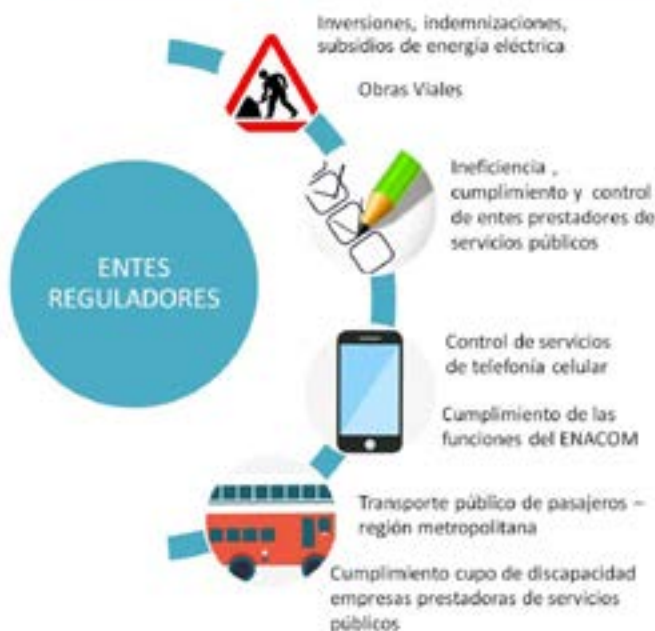 Inversiones, indemnizaciones,
subsidios de energía eléctrica
Obras Viales
Ineficiencia ,
cumplimiento y control
de entes prestadores de
servicios públicos
ENTES
REGULADORES
Control de servicios
de telefonía celular
Cumplimiento de las
funciones del ENACOM
Transporte público de pasajeros –
región metropolitana
Cumplimiento cupo de discapacidad
empresas prestadoras de servicios
públicos